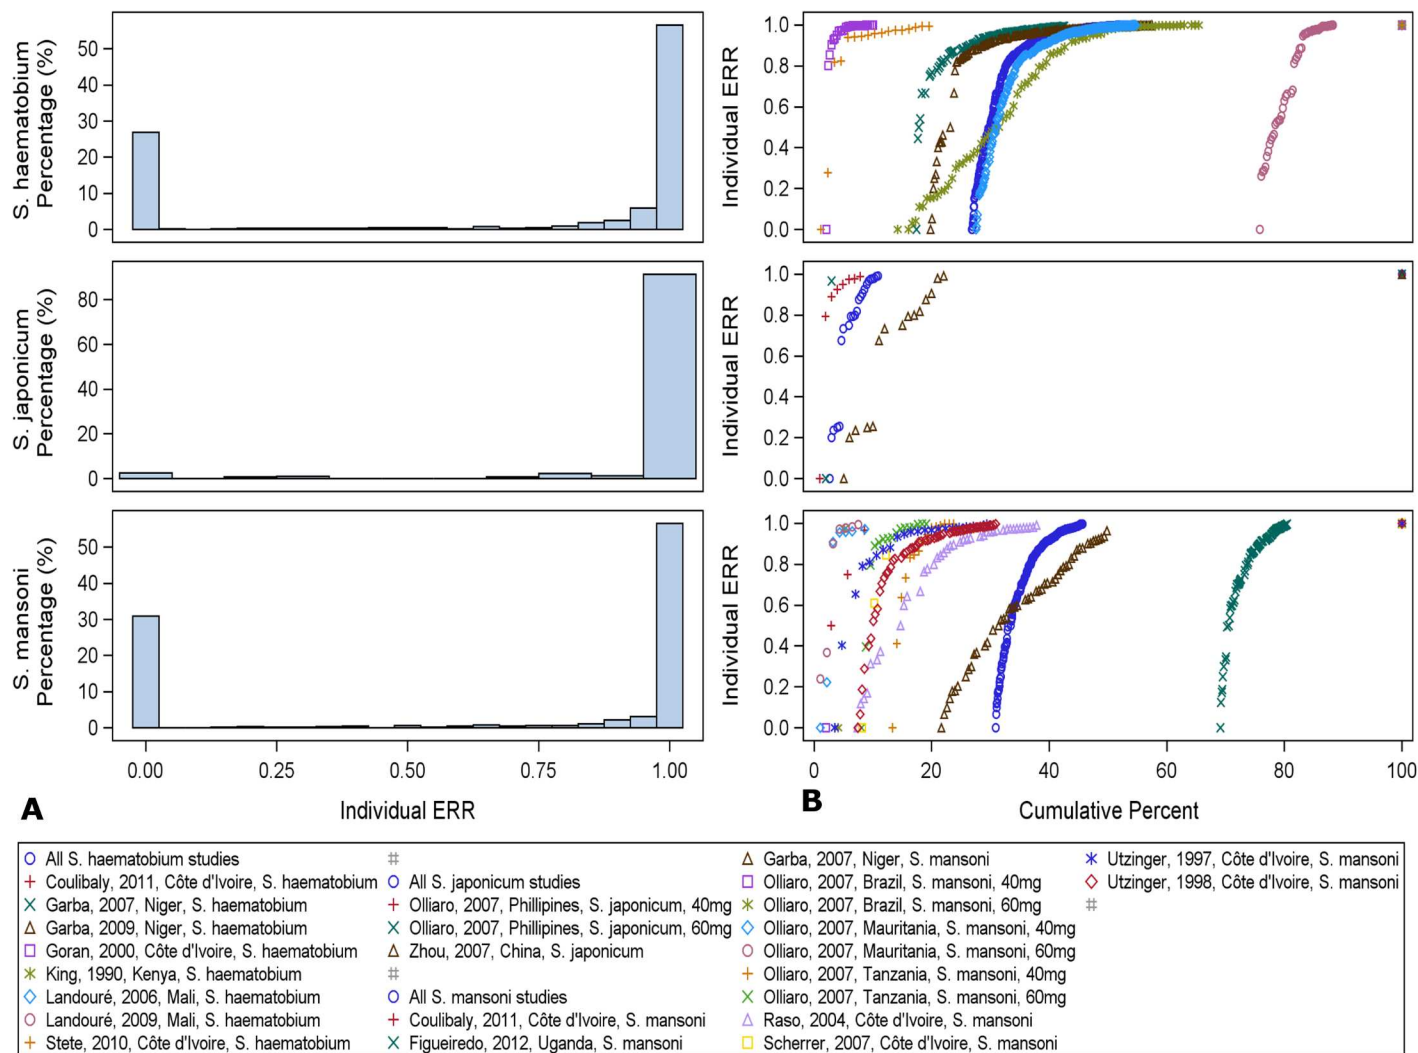 S. haematobium
Percentage (%)
50
40
30
20
10
0
S. japonicum
Percentage (%)
80
60
40
20
0
S. mansoni
Percentage (%)
50
40
30
20
10
0
0.00 0.25 0.50 0.75 1.00
Individual ERR
A
Individual ERR
1.0
0.8
0.6
0.4
0.2
0.0
Individual ERR
1.0
0.8
0.6
0.4
0.2
0.0
Individual ERR
1.0
0.8
0.6
0.4
0.2
0.0
0 20 40 60 80 100
Cumulative Percent
B
All S. haematobium studies
Coulibaly, 2011, Côte d'Ivoire, S. haematobium
Garba, 2007, Niger, S. haematobium
Garba, 2009, Niger, S. haematobium
Goran, 2000, Côte d'Ivoire, S. haematobium
King, 1990, Kenya, S. haematobium
Landouré, 2006, Mali, S. haematobium
Landouré, 2009, Mali, S. haematobium
Stete, 2010, Côte d'Ivoire, S. haematobium
#
All S. japonicum studies
Olliaro, 2007, Phillipines, S. japonicum, 40mg
Olliaro, 2007, Phillipines, S. japonicum, 60mg
Zhou, 2007, China, S. japonicum
#
All S. mansoni studies
Coulibaly, 2011, Côte d'Ivoire, S. mansoni
Figueiredo, 2012, Uganda, S. mansoni
Garba, 2007, Niger, S. mansoni
Olliaro, 2007, Brazil, S. mansoni, 40mg
Olliaro, 2007, Brazil, S. mansoni, 60mg
Olliaro, 2007, Mauritania, S. mansoni, 40mg
Olliaro, 2007, Mauritania, S. mansoni, 60mg
Olliaro, 2007, Tanzania, S. mansoni, 40mg
Olliaro, 2007, Tanzania, S. mansoni, 60mg
Raso, 2004, Côte d'Ivoire, S. mansoni
Scherrer, 2007, Côte d'Ivoire, S. mansoni
Utzinger, 1997, Côte d'Ivoire, S. mansoni
Utzinger, 1998, Côte d'Ivoire, S. mansoni
#